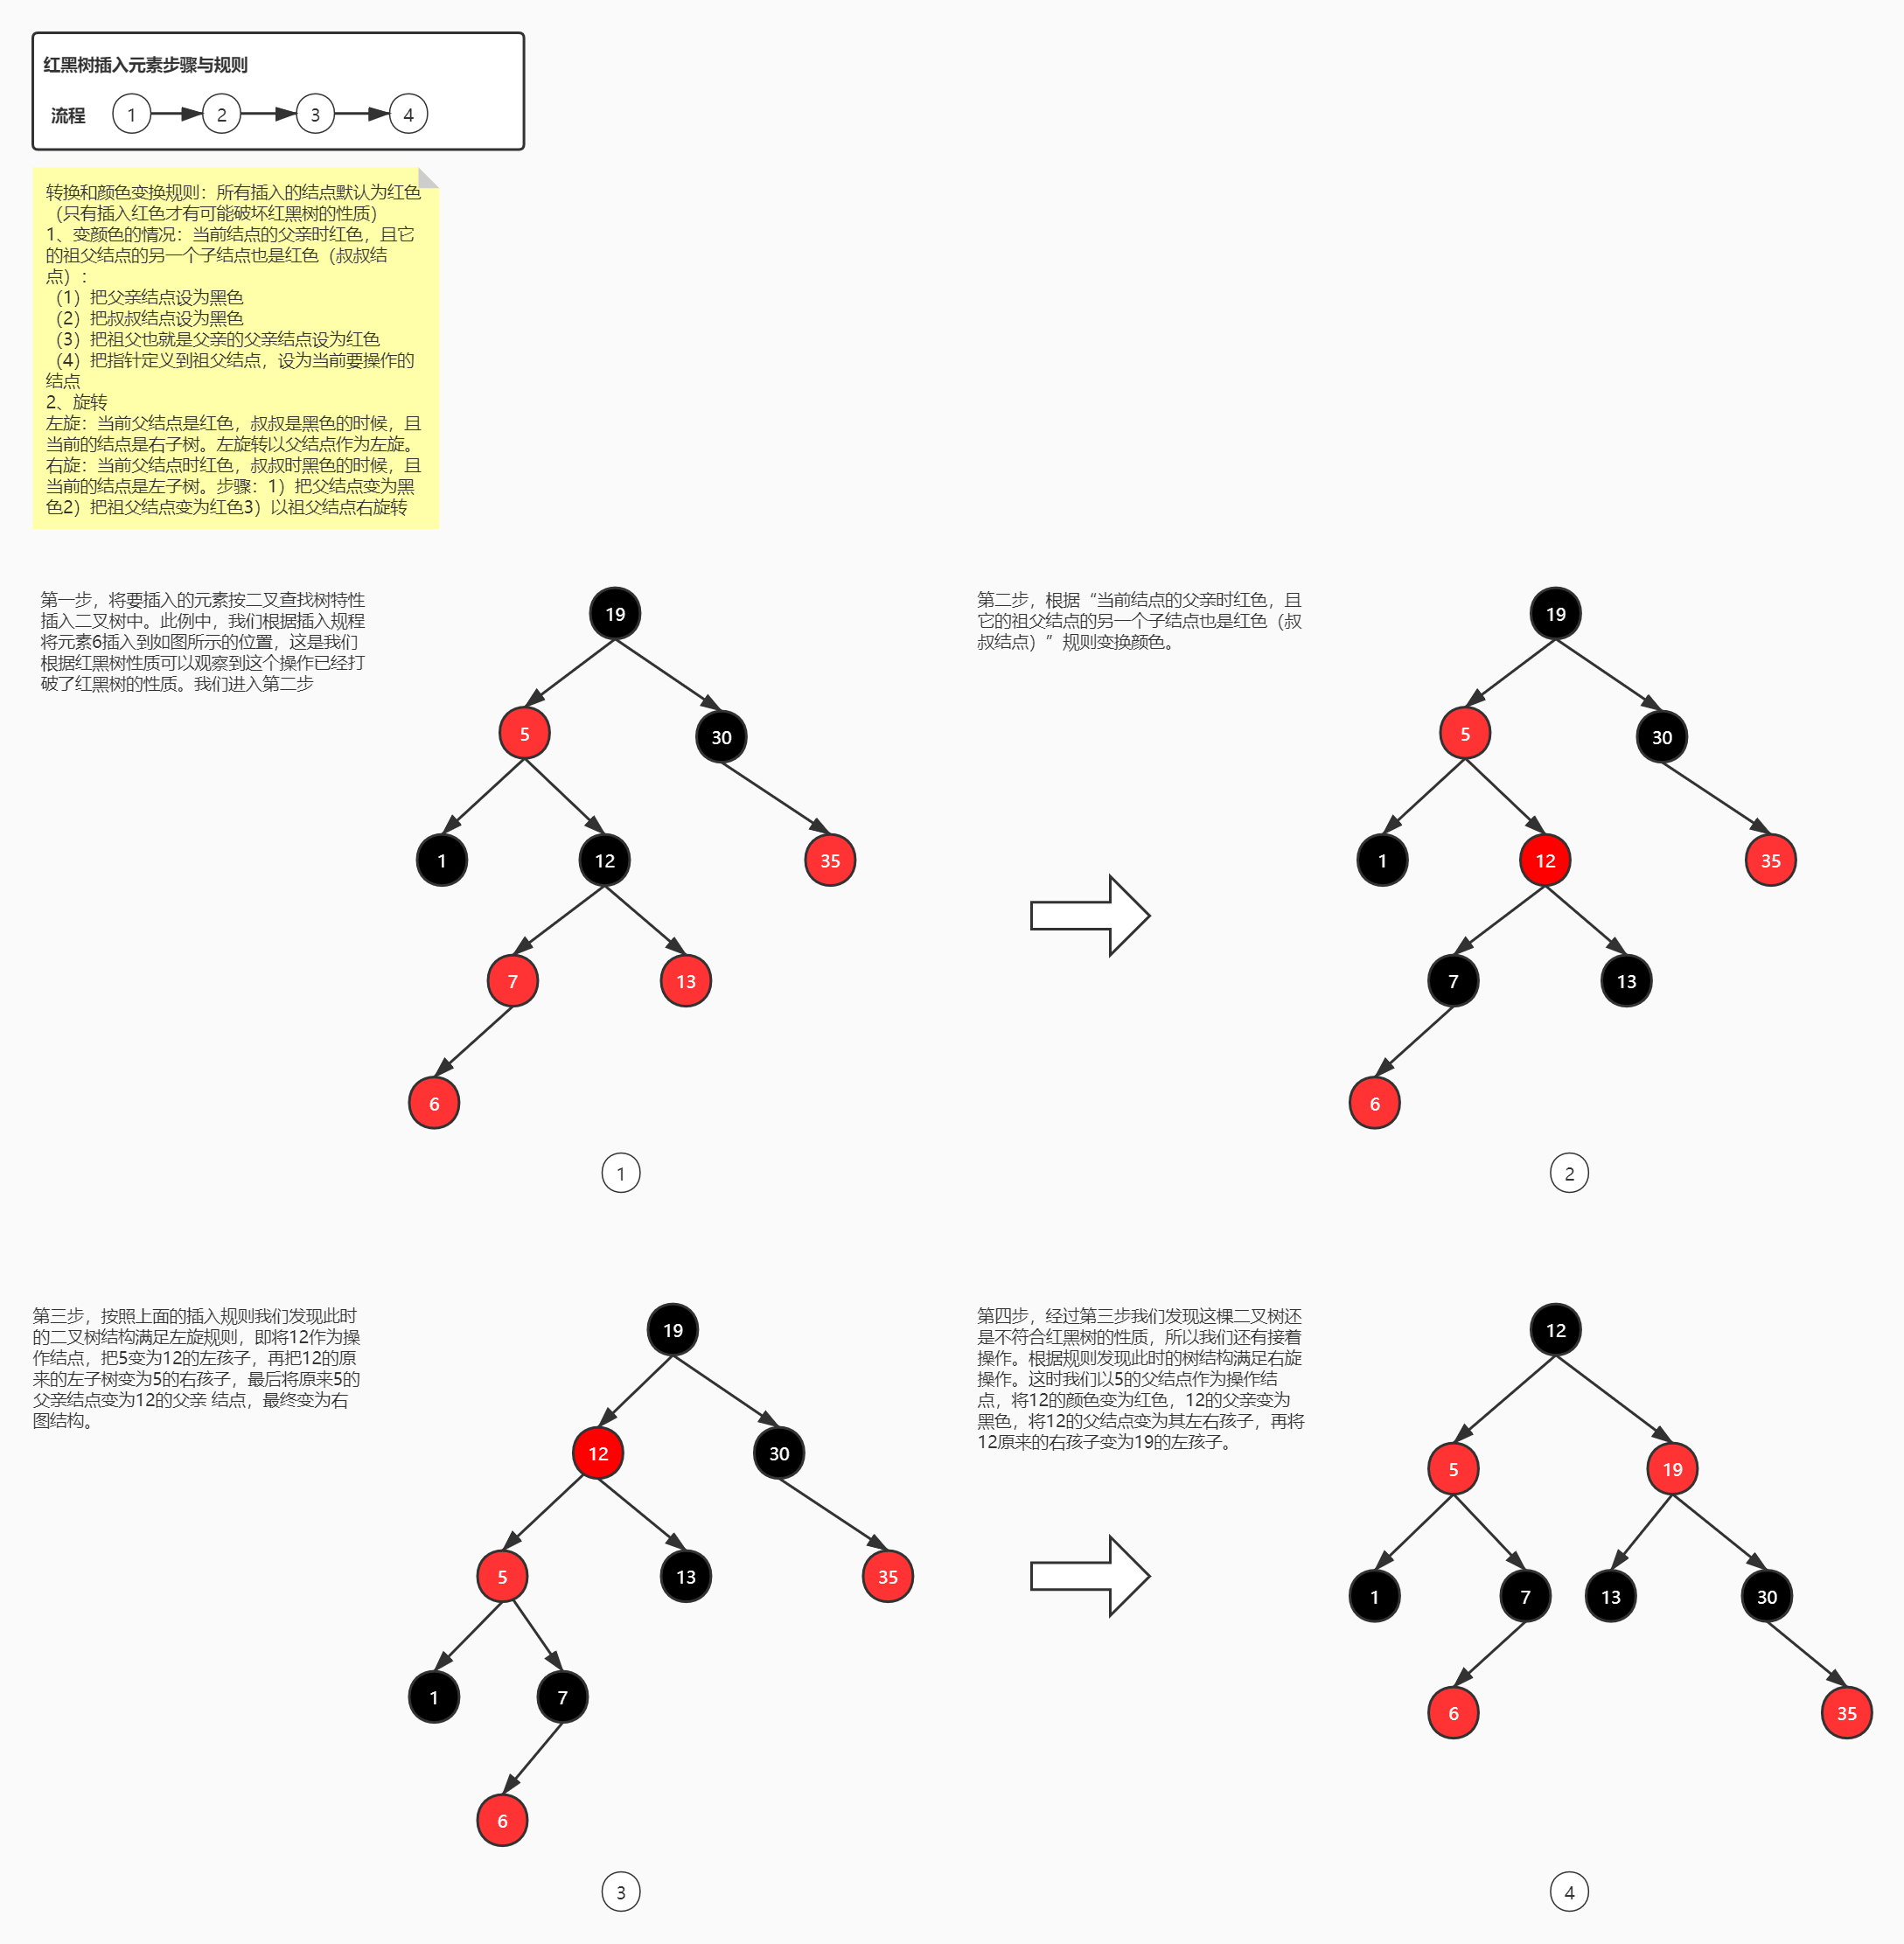 红黑树插入元素步骤与规则
流程 1 2 3 4
转换和颜色变换规则：所有插入的结点默认为红色
（只有插入红色才有可能破坏红黑树的性质）
1、变颜色的情况：当前结点的父亲时红色，且它
的祖父结点的另一个子结点也是红色（叔叔结
点）：
（1）把父亲结点设为黑色
（2）把叔叔结点设为黑色
（3）把祖父也就是父亲的父亲结点设为红色
（4）把指针定义到祖父结点，设为当前要操作的
结点
2、旋转
左旋：当前父结点是红色，叔叔是黑色的时候，且
当前的结点是右子树。左旋转以父结点作为左旋。
右旋：当前父结点时红色，叔叔时黑色的时候，且
当前的结点是左子树。步骤：1）把父结点变为黑
色2）把祖父结点变为红色3）以祖父结点右旋转
第一步，将要插入的元素按二叉查找树特性
插入二叉树中。此例中，我们根据插入规程
将元素6插入到如图所示的位置，这是我们
根据红黑树性质可以观察到这个操作已经打
破了红黑树的性质。我们进入第二步
19
5
30
1
12
35
7
13
6
1
第二步，根据“当前结点的父亲时红色，且
它的祖父结点的另一个子结点也是红色（叔
叔结点）”规则变换颜色。
19
5
30
1
12
35
7
13
6
2
第三步，按照上面的插入规则我们发现此时
的二叉树结构满足左旋规则，即将12作为操
作结点，把5变为12的左孩子，再把12的原
来的左子树变为5的右孩子，最后将原来5的
父亲结点变为12的父亲 结点，最终变为右
图结构。
19
12
30
5
13
35
1
7
6
3
第四步，经过第三步我们发现这棵二叉树还
是不符合红黑树的性质，所以我们还有接着
操作。根据规则发现此时的树结构满足右旋
操作。这时我们以5的父结点作为操作结
点，将12的颜色变为红色，12的父亲变为
黑色，将12的父结点变为其左右孩子，再将
12原来的右孩子变为19的左孩子。
12
5
19
1
7
13
30
6
35
4